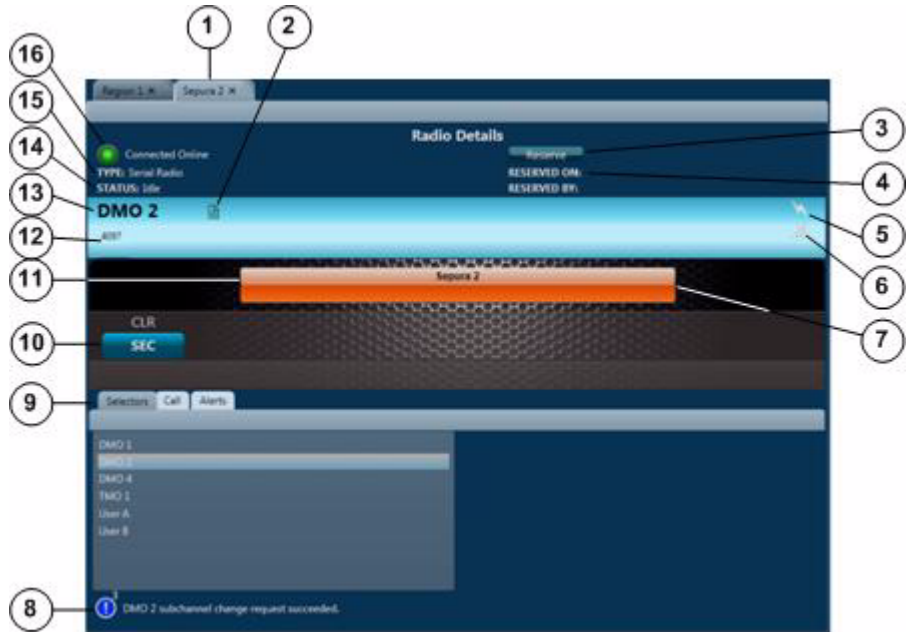 1
2
16
Region 1 ×
Sepura 2 ×
15
Radio Details
3
14
Connected Online
Reserve
TYPE: Serial Radio
RESERVED ON:
4
STATUS: Idle
RESERVED BY:
13
DMO 2
5
12
6
11
Sepura 2
7
CLR
10
SEC
9
Selectors
Call
Alerts
DMO 1
DMO 2
DMO 4
TMO 1
User A
User B
8
DMO 2 subchannel change request succeeded.